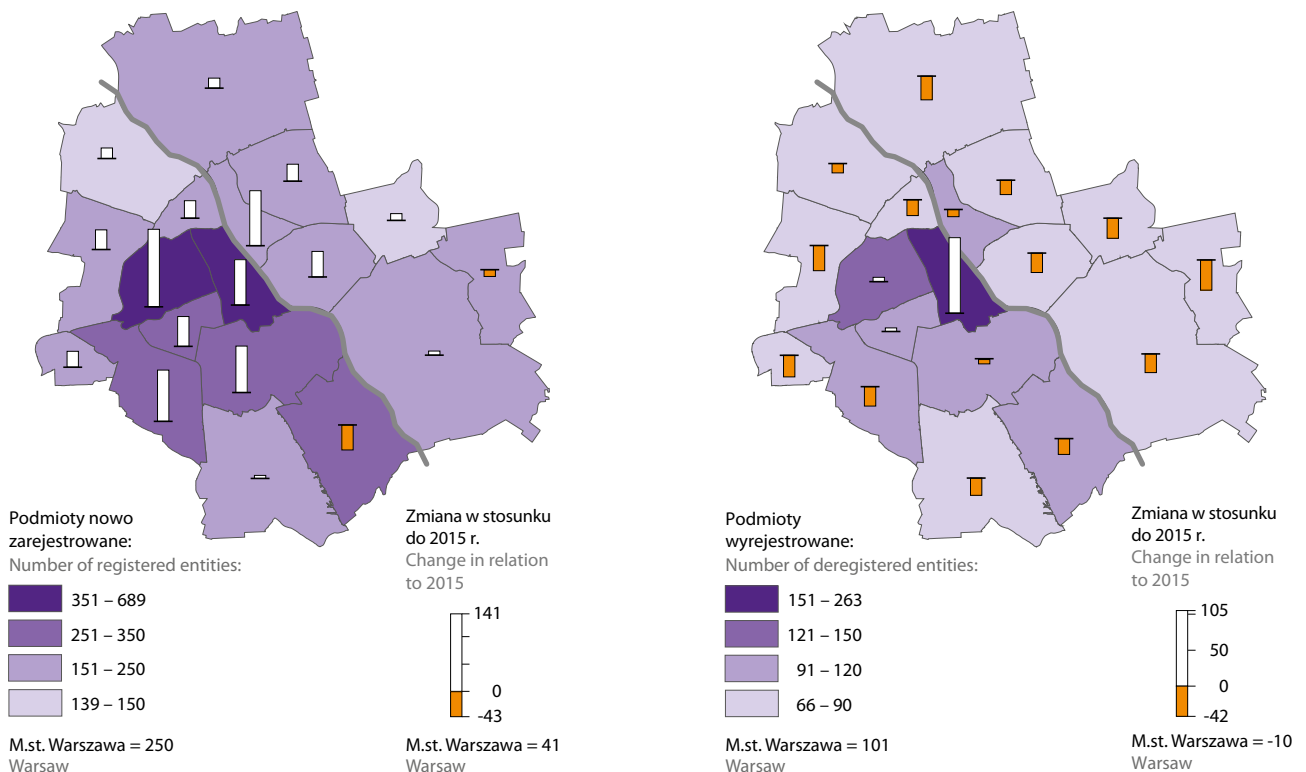 Podmioty nowo
zarejestrowane:
Number of registered entities:
351 – 689
251 – 350
151 – 250
139 – 150
M.st. Warszawa = 250
Warsaw
Zmiana w stosunku
do 2015 r.
Change in relation
to 2015
141
0
-43
M.st. Warszawa = 41
Warsaw
Podmioty
wyrejestrowane:
Number of deregistered entities:
151 – 263
121 – 150
91 – 120
66 – 90
M.st. Warszawa = 101
Warsaw
Zmiana w stosunku
do 2015 r.
Change in relation
to 2015
105
50
0
-42
M.st. Warszawa = -10
Warsaw